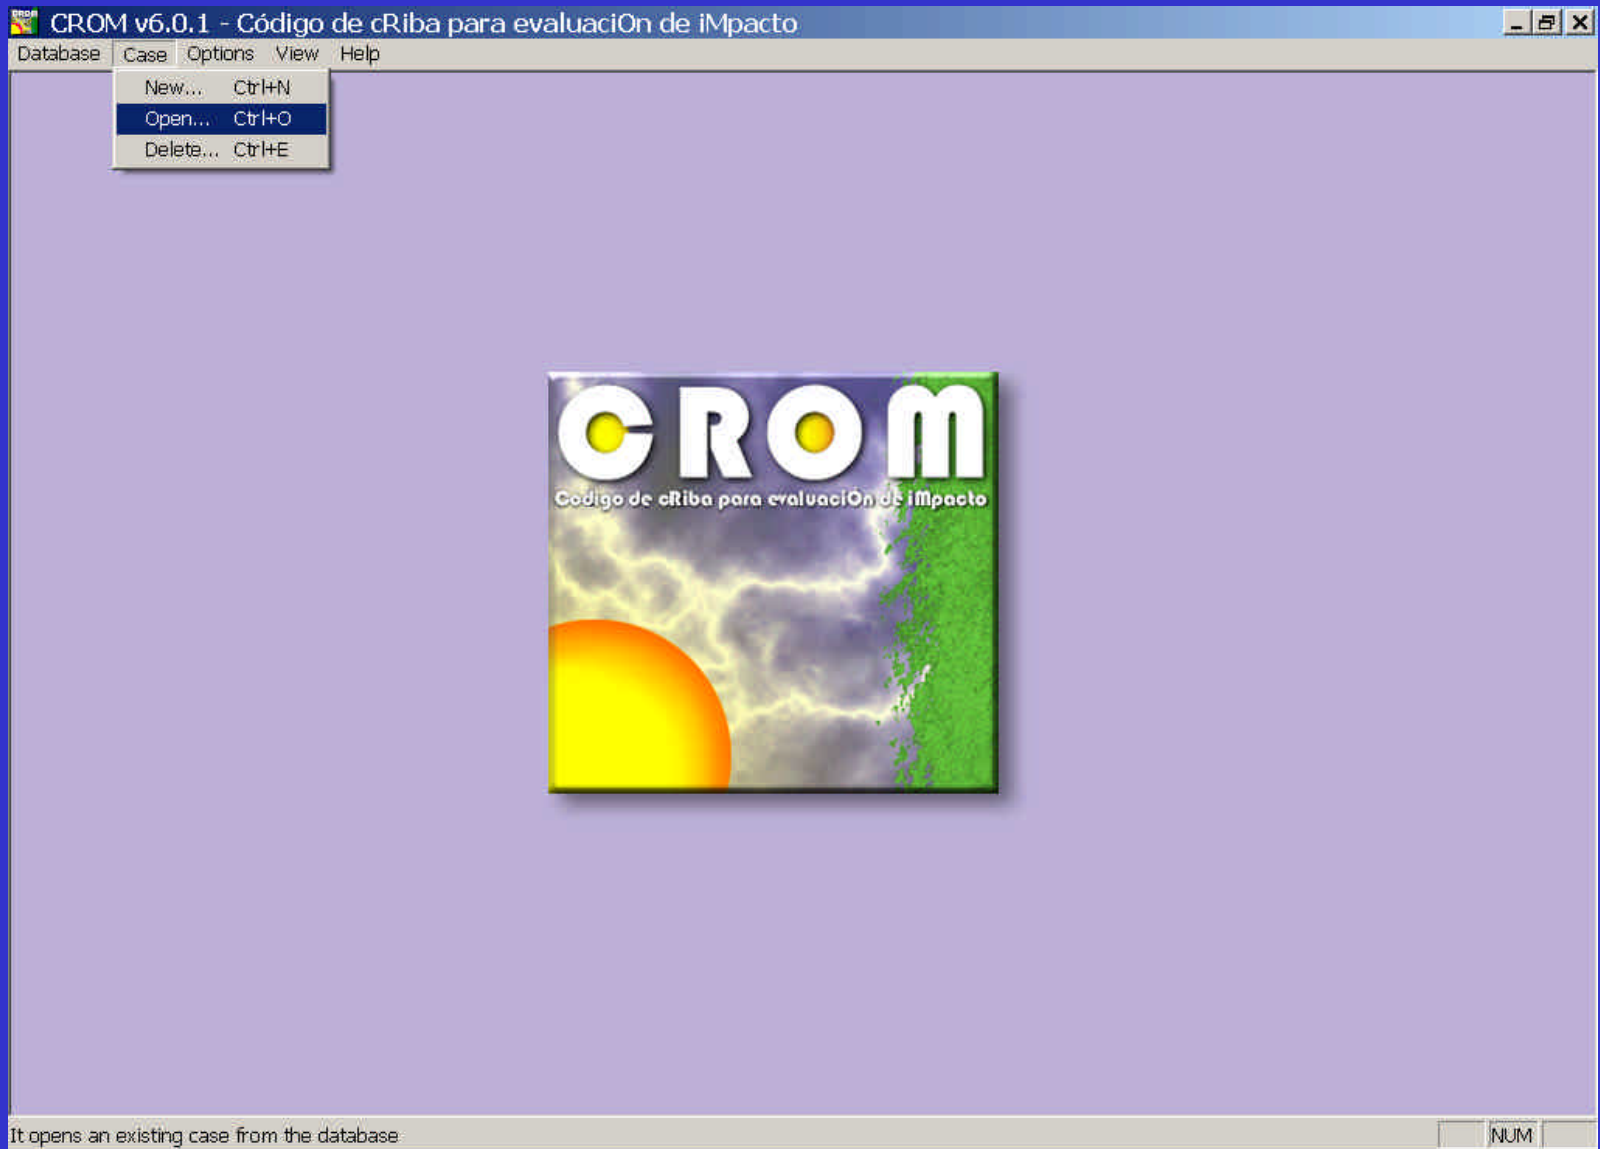 CROM
CROM v6.0.1 - Código de cRiba para evaluaciOn de iMpacto
Database Case Options View Help
New... Ctrl+N
Open... Ctrl+O
Delete... Ctrl+E
CROM
Codigo de cRiba para evaluaciÓn de iMpacto
It opens an existing case from the database
NUM